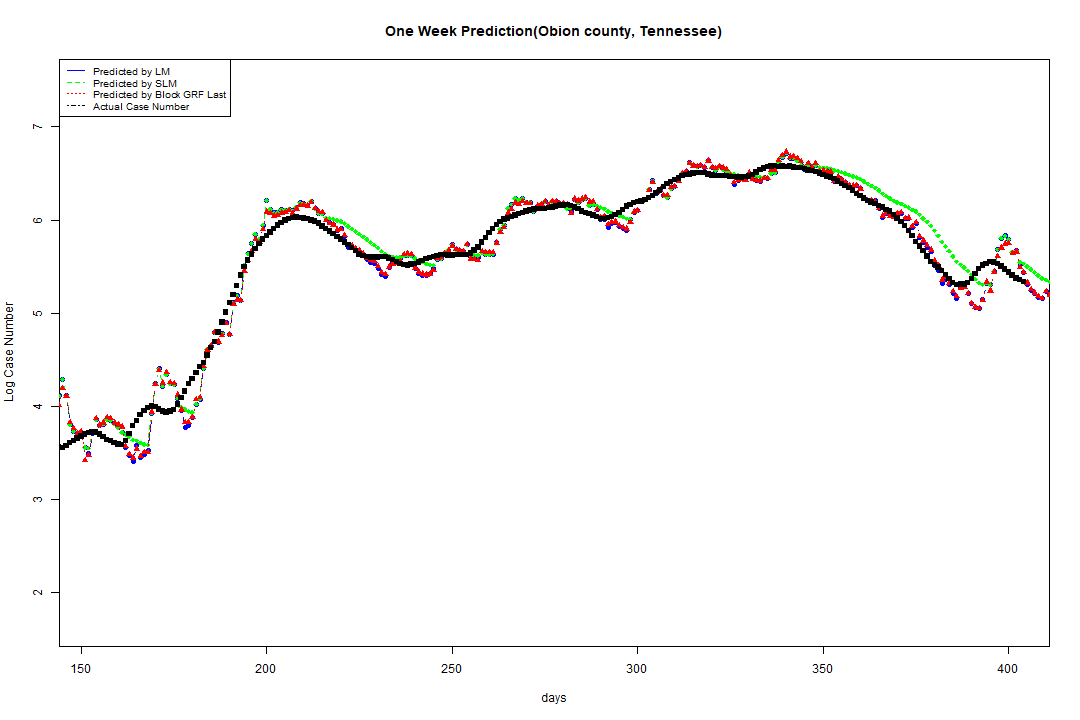 One Week Prediction(Obion county, Tennessee)
Predicted by LM
Predicted by SLM
Predicted by Block GRF Last
Actual Case Number
Log Case Number
7
6
5
4
3
2
150 200 250 300 350 400
days